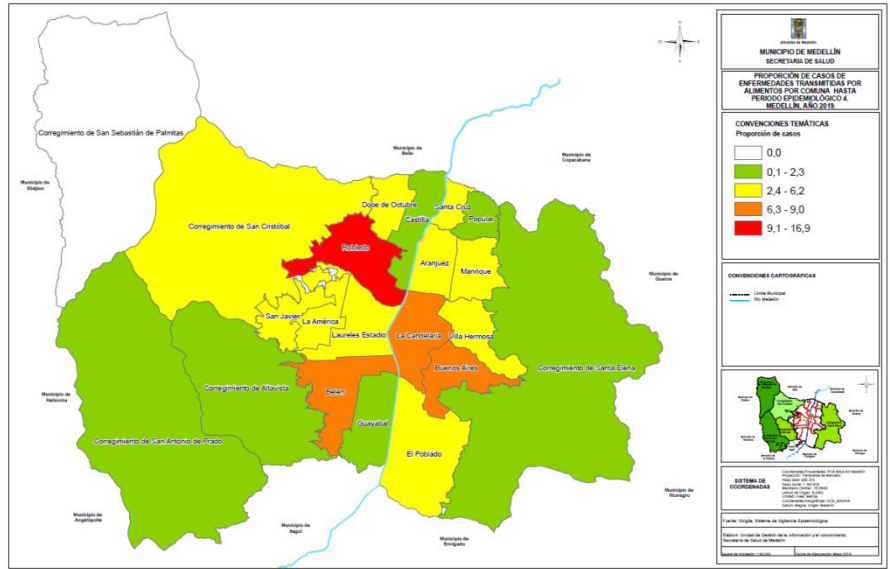 Alcaldía de Medellín
MUNICIPIO DE MEDELLÍN
SECRETARÍA DE SALUD
PROPORCIÓN DE CASOS DE
ENFERMEDADES TRANSMITIDAS POR
ALIMENTOS POR COMUNA HASTA
PERIODO EPIDEMIOLÓGICO 4.
MEDELLÍN, AÑO 2019.
CONVENCIONES TEMÁTICAS
Proporción de casos
0,0
0,1 - 2,3
2,4 - 6,2
6,3 - 9,0
9,1 - 16,9
CONVENCIONES CARTOGRÁFICAS
Límite Municipal
Río Medellín
SISTEMA DE
COORDENADAS
Fuente: Sivigila, Sistema de Vigilancia Epidemiológica.
Elaboró: Unidad de Gestión de la información y el conocimiento.
Secretaría de Salud de Medellín
Corregimiento de San Sebastián de Palmitas
Municipio de
Bello
Municipio de
Copacabana
Municipio de
Ebéjico
Doce de Octubre
Santa Cruz
Castilla
Popular
Corregimiento de San Cristóbal
Robledo
Aranjuez
Manrique
Municipio de
Guarne
San Javier
La América
Laureles Estadio
La Candelaria
Villa Hermosa
Buenos Aires
Corregimiento de Santa Elena
Corregimiento de Altavista
Belén
Municipio de
Heliconia
Guayabal
Corregimiento de San Antonio de Prado
El Poblado
Municipio de
Rionegro
Municipio de
Angelópolis
Municipio de
Itagüí
Municipio de
Envigado